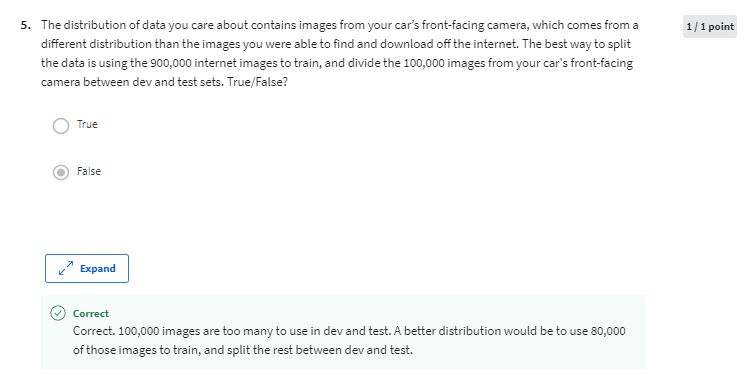 5. The distribution of data you care about contains images from your car's front-facing camera, which comes from a
1 / 1 point
different distribution than the images you were able to find and download off the internet. The best way to split
the data is using the 900,000 internet images to train, and divide the 100,000 images from your car's front-facing
camera between dev and test sets. True/False?
True
False
Expand
Correct
Correct. 100,000 images are too many to use in dev and test. A better distribution would be to use 80,000
of those images to train, and split the rest between dev and test.